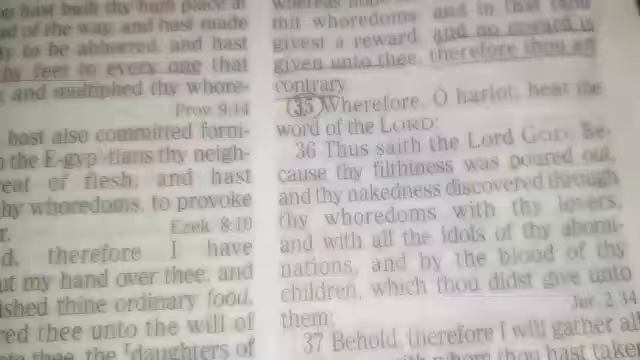 hast built thy high place at
of the way, and hast made
to be abhorred, and hast
thy feet to every one that
and multiplied thy whore-
Prov. 9:14
hast also committed forni-
the E-gyp-tians thy neigh-
of flesh, and hast
thy whoredoms, to provoke
Ezek. 8:10
therefore I have
my hand over thee, and
thine ordinary food,
thee unto the will of
thee, the daughters of
whereas
whoredoms and in that thou
givest a reward, and no reward is
given unto thee, therefore thou art
contrary.
35 Wherefore, O harlot, hear the
word of the LORD:
36 Thus saith the Lord GOD; Be-
cause thy filthiness was poured out,
and thy nakedness discovered through
thy whoredoms with thy lovers,
and with all the idols of thy abomi-
nations, and by the blood of thy
children, which thou didst give unto
Jer. 2:34
them;
37 Behold, therefore I will gather all
whom thou hast taken